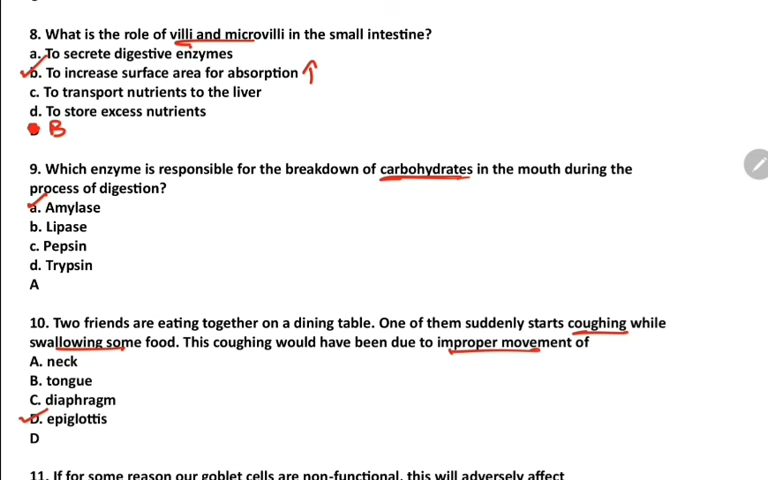 8. What is the role of villi and microvilli in the small intestine?
a. To secrete digestive enzymes
b. To increase surface area for absorption
c. To transport nutrients to the liver
d. To store excess nutrients
B
9. Which enzyme is responsible for the breakdown of carbohydrates in the mouth during the
process of digestion?
a. Amylase
b. Lipase
c. Pepsin
d. Trypsin
A
10. Two friends are eating together on a dining table. One of them suddenly starts coughing while
swallowing some food. This coughing would have been due to improper movement of
A. neck
B. tongue
C. diaphragm
D. epiglottis
D
11. If for some reason our goblet cells are non-functional, this will adversely affect